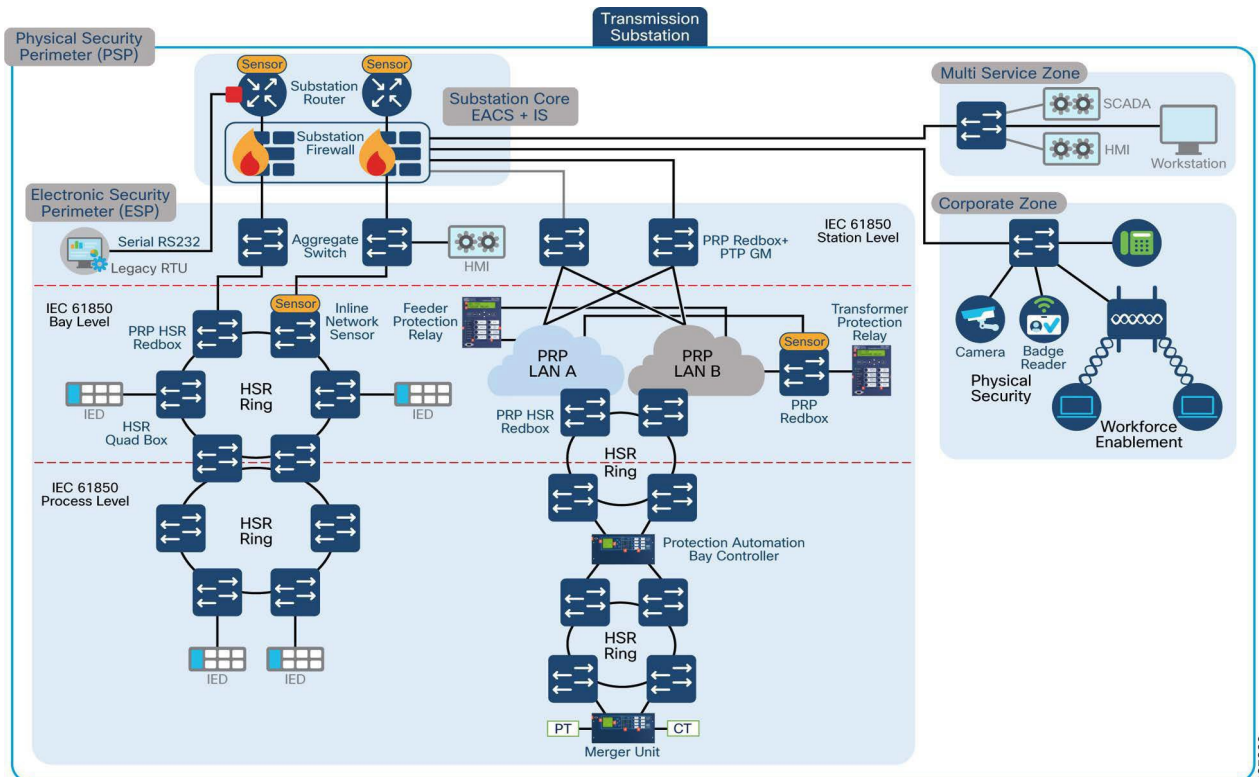 Transmission
Substation
Physical Security
Perimeter (PSP)
Sensor
Sensor
Substation
Router
Substation Core
EACS + IS
Substation
Firewall
Multi Service Zone
SCADA
HMI
Workstation
Electronic Security
Perimeter (ESP)
Serial RS232
Legacy RTU
Aggregate
Switch
HMI
PRP Redbox+
PTP GM
IEC 61850
Station Level
Corporate Zone
Camera
Badge
Reader
Physical
Security
Workforce
Enablement
IEC 61850
Bay Level
PRP HSR
Redbox
Sensor
Inline
Network
Sensor
Feeder
Protection
Relay
PRP
LAN A
PRP
LAN B
Sensor
Transformer
Protection
Relay
PRP
Redbox
IED
HSR
Ring
IED
HSR
Quad Box
PRP HSR
Redbox
HSR
Ring
IEC 61850
Process Level
HSR
Ring
Protection Automation
Bay Controller
IED
IED
HSR
Ring
PT
CT
Merger Unit